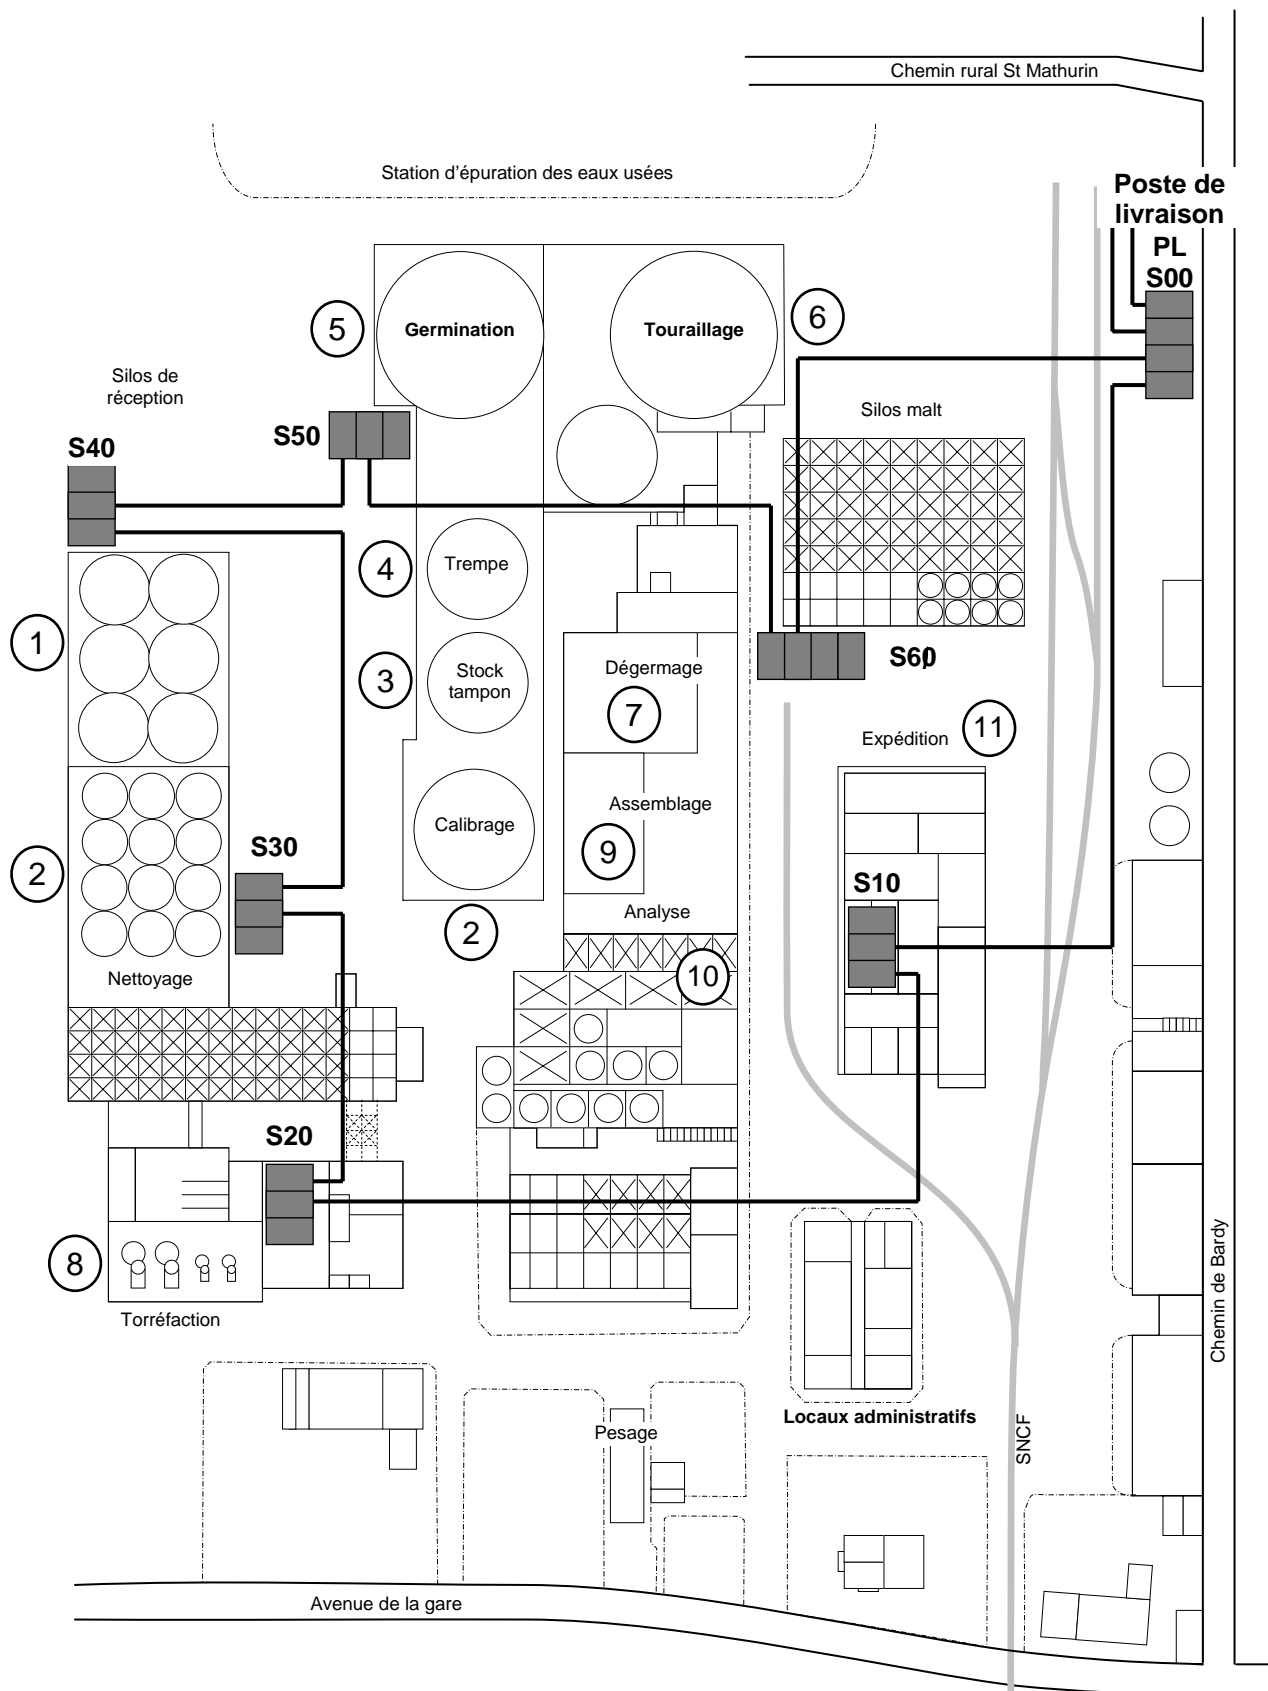 Chemin rural St Mathurin
Station d'épuration des eaux usées
Poste de
livraison
PL
S00
5
Germination
Touraillage
6
Silos de
réception
Silos malt
S40
S50
4
Trempe
1
3
Stock
tampon
Dégermage
S60
7
Expédition
11
Assemblage
Calibrage
S30
9
2
S10
Analyse
2
Nettoyage
10
S20
8
Torréfaction
Chemin de Bardy
Locaux administratifs
Pesage
SNCF
Avenue de la gare